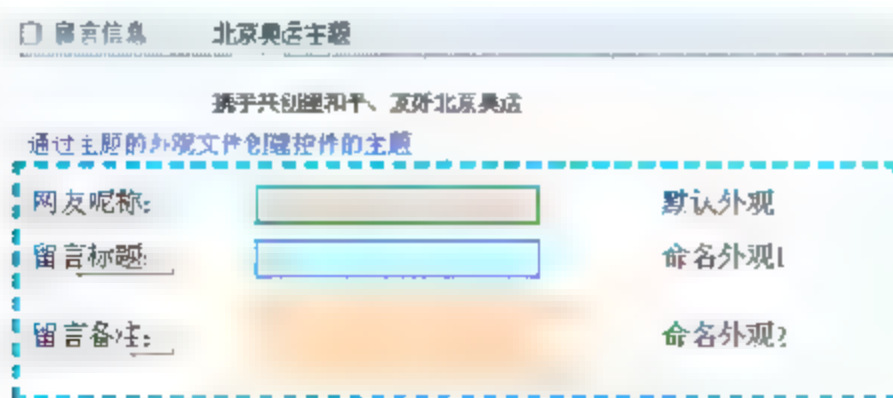 留言信息 北京奥运主题
携手共创建和平、友好北京奥运
通过主题的外观文件创建控件的主题
网友昵称: 默认外观
留言标题: 命名外观1
留言备注: 命名外观2